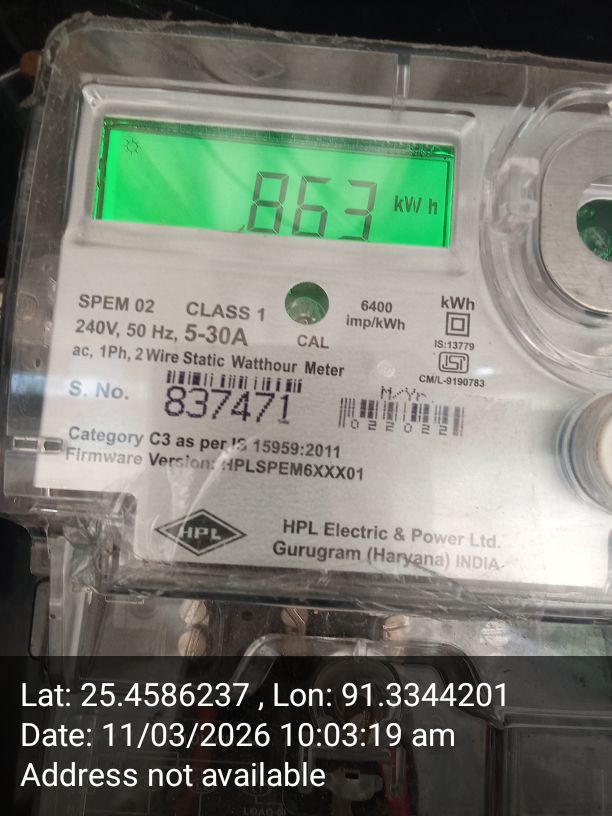 863 kWh
SPEM 02 CLASS 1
240V, 50 Hz, 5-30A
CAL
6400
imp/kWh
kWh
IS:13779
CM/L-9190783
ac, 1Ph, 2 Wire Static Watthour Meter
S. No. 837471
M/Yr
022022
Category C3 as per IS 15959:2011
Firmware Version: HPLSPEM6XXX01
HPL
HPL Electric & Power Ltd.
Gurugram (Haryana) INDIA
Lat: 25.4586237 , Lon: 91.3344201
Date: 11/03/2026 10:03:19 am
Address not available